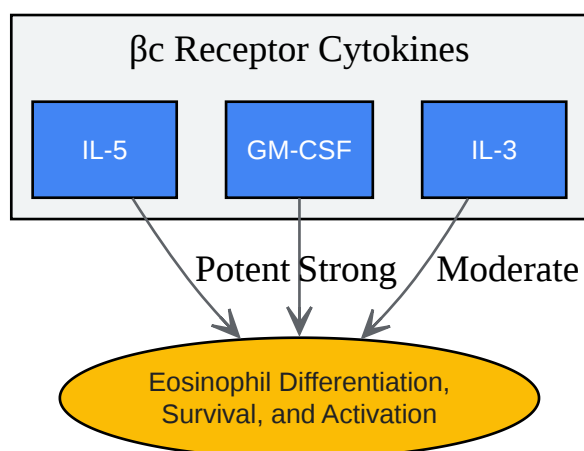 βc Receptor Cytokines
IL-5
GM-CSF
IL-3
Potent
Strong
Moderate
Eosinophil Differentiation,
Survival, and Activation